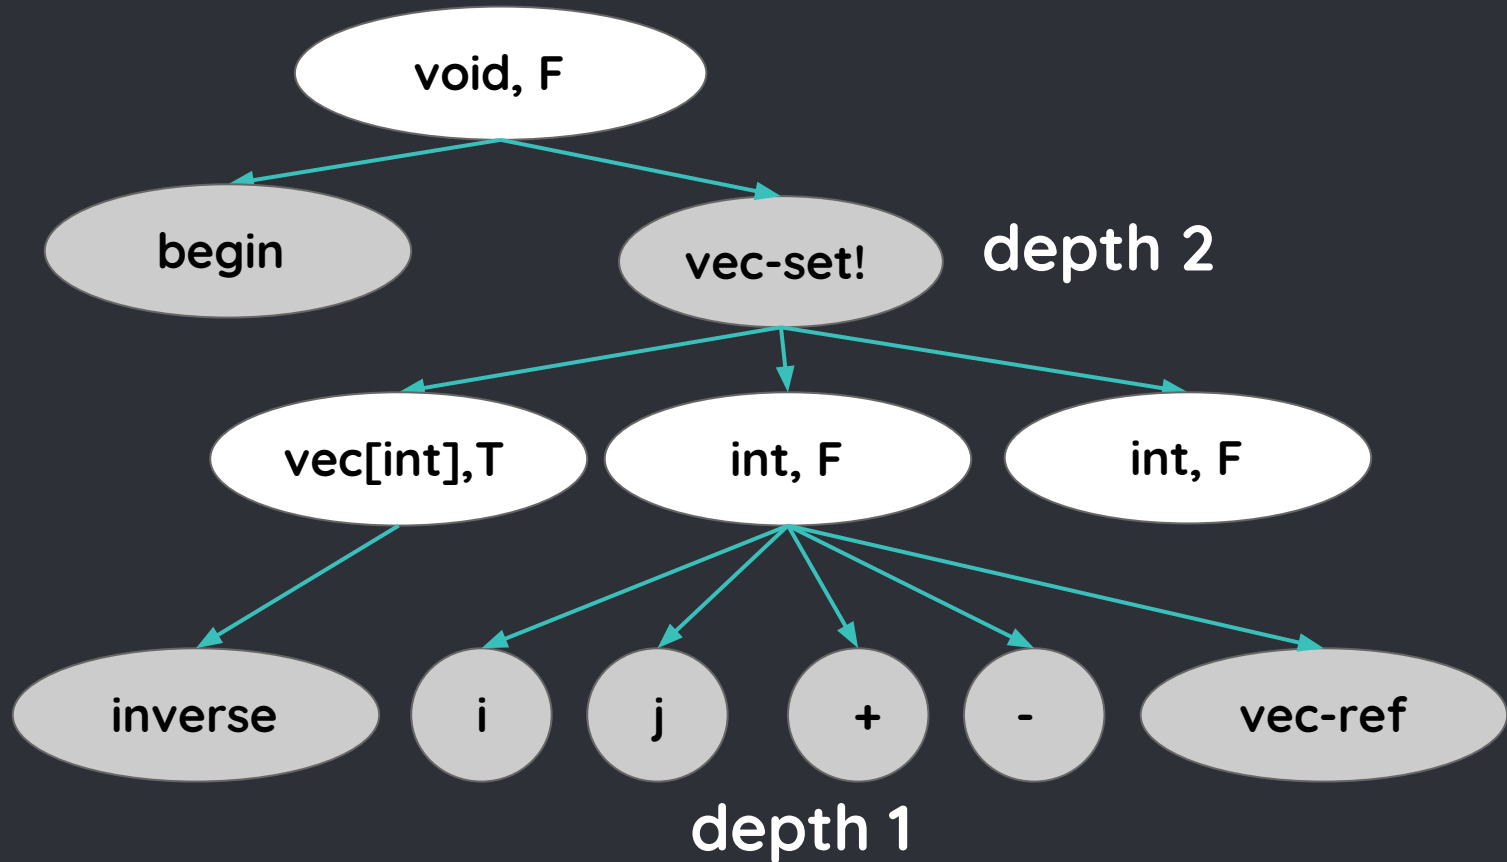 void, F
begin
vec-set!
depth 2
vec[int],T
int, F
int, F
inverse
i
j
+
-
vec-ref
depth 1